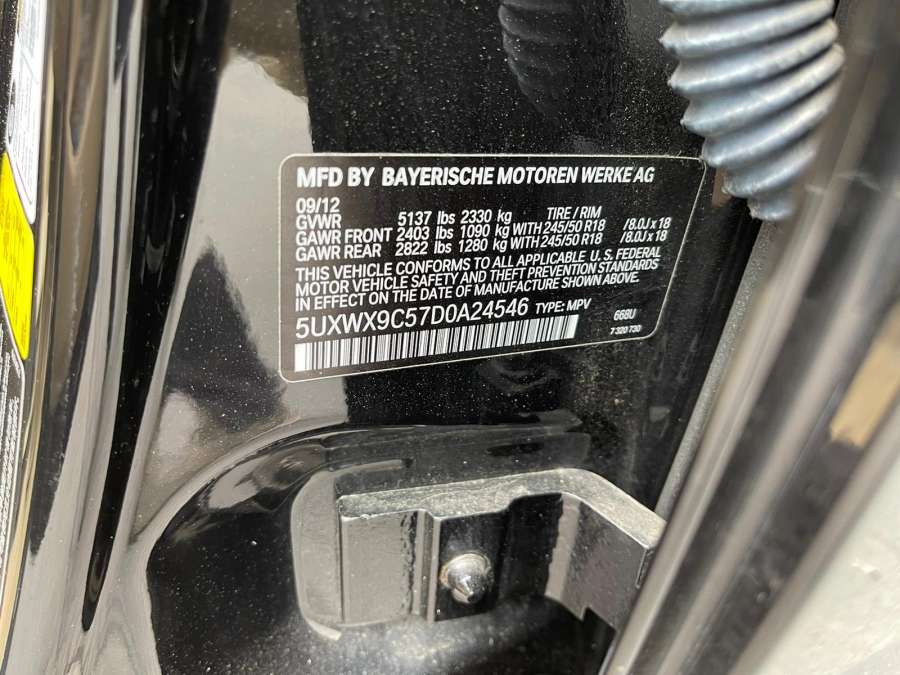 MFD BY BAYERISCHE MOTOREN WERKE AG
09/12 TIRE / RIM
GVWR 5137 lbs 2330 kg
GAWR FRONT 2403 lbs 1090 kg WITH 245/50 R18 /8.0J x 18
GAWR REAR 2822 lbs 1280 kg WITH 245/50 R18 /8.0J x 18
THIS VEHICLE CONFORMS TO ALL APPLICABLE U. S. FEDERAL
MOTOR VEHICLE SAFETY AND THEFT PREVENTION STANDARDS
IN EFFECT ON THE DATE OF MANUFACTURE SHOWN ABOVE.
5UXWX9C57D0A24546 TYPE: MPV 668U
7 320 730